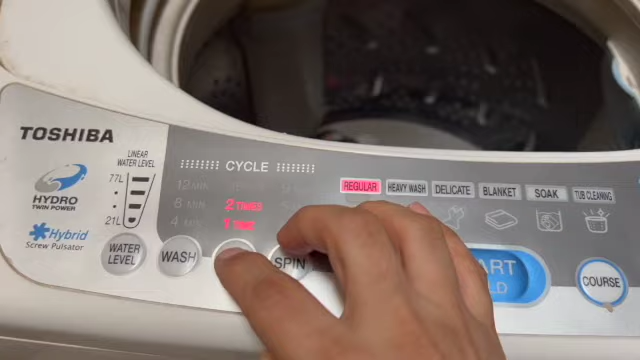 TOSHIBA
HYDRO
TWIN POWER
Hybrid
Screw Pulsator
LINEAR
WATER LEVEL
77L
21L
CYCLE
12 MIN
8 MIN
2 TIMES
4 MIN
1 TIME
WATER
LEVEL
WASH
SPIN
REGULAR
HEAVY WASH
DELICATE
BLANKET
SOAK
TUB CLEANING
ART
LD
COURSE